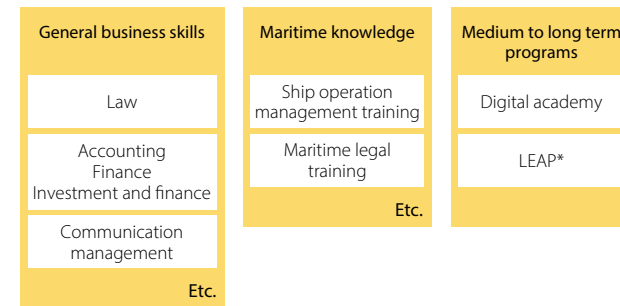 General business skills
Law
Accounting
Finance
Investment and finance
Communication
management
Etc.
Maritime knowledge
Ship operation
management training
Maritime legal
training
Etc.
Medium to long term
programs
Digital academy
LEAP*